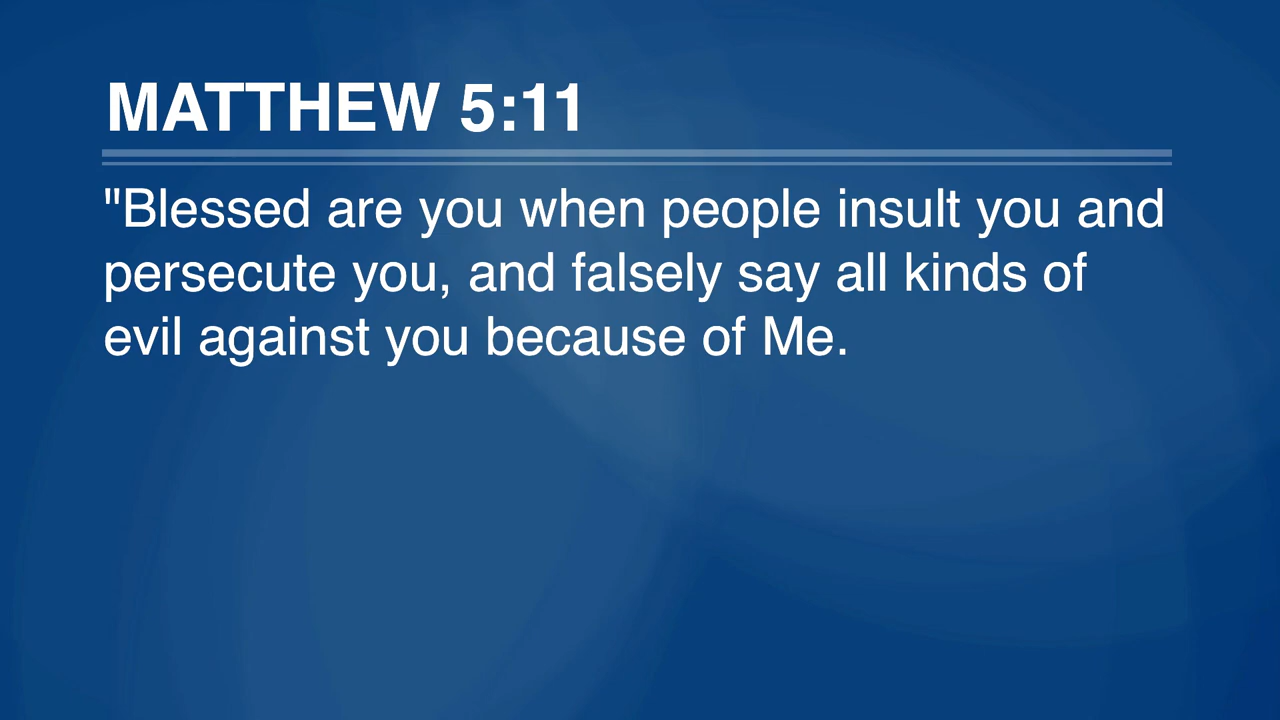 MATTHEW 5:11
"Blessed are you when people insult you and
persecute you, and falsely say all kinds of
evil against you because of Me.